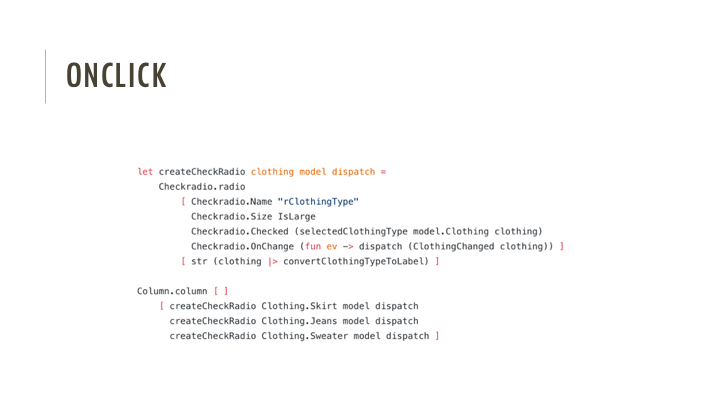 ONCLICK
let createCheckRadio clothing model dispatch =
    Checkradio.radio
        [ Checkradio.Name "rClothingType"
          Checkradio.Size IsLarge
          Checkradio.Checked (selectedClothingType model.Clothing clothing)
          Checkradio.OnChange (fun ev -> dispatch (ClothingChanged clothing)) ]
        [ str (clothing |> convertClothingTypeToLabel) ]
Column.column [ ]
    [ createCheckRadio Clothing.Skirt model dispatch
      createCheckRadio Clothing.Jeans model dispatch
      createCheckRadio Clothing.Sweater model dispatch ]